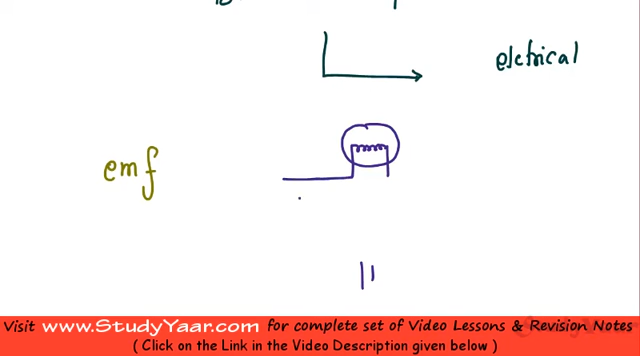 eletrical
emf
Visit www.StudyYaar.com for complete set of Video Lessons & Revision Notes
( Click on the Link in the Video Description given below )